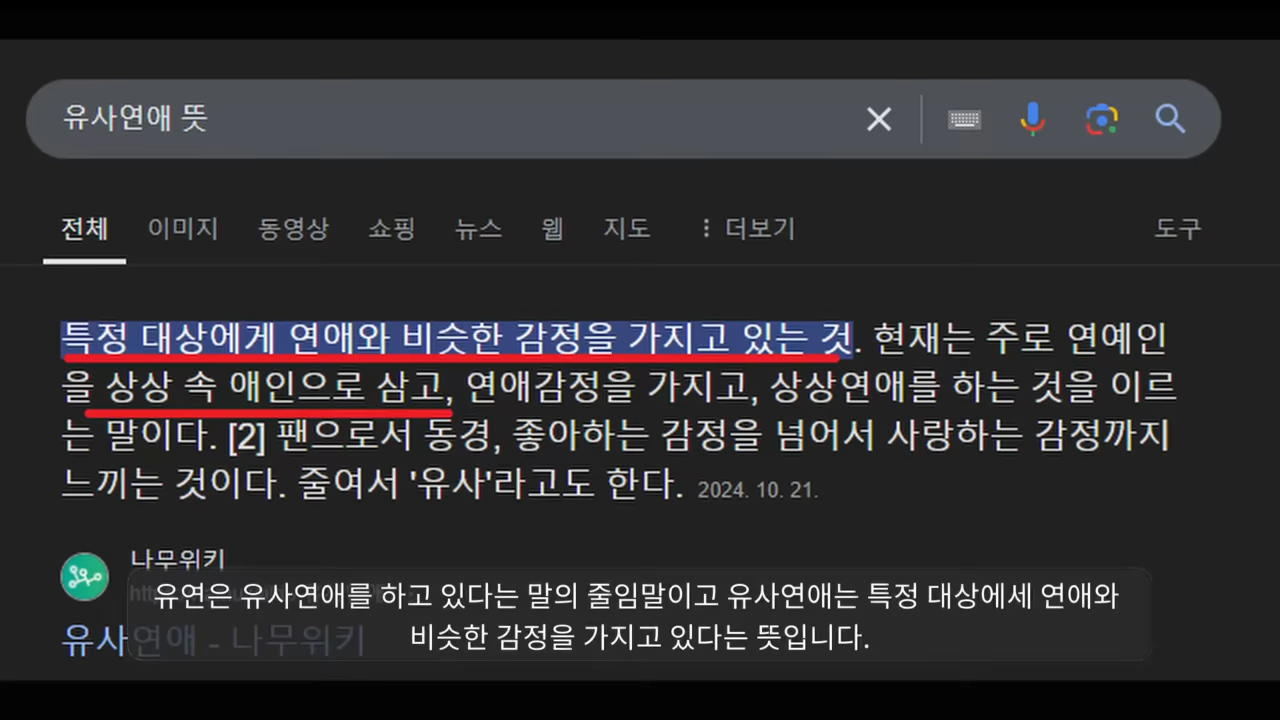 유사연애 뜻
전체 이미지 동영상 쇼핑 뉴스 웹 지도 더보기 도구
특정 대상에게 연애와 비슷한 감정을 가지고 있는 것. 현재는 주로 연예인
을 상상 속 애인으로 삼고, 연애감정을 가지고, 상상연애를 하는 것을 이르
는 말이다. [2] 팬으로서 동경, 좋아하는 감정을 넘어서 사랑하는 감정까지
느끼는 것이다. 줄여서 '유사'라고도 한다. 2024. 10. 21.
나무위키
유연은 유사연애를 하고 있다는 말의 줄임말이고 유사연애는 특정 대상에세 연애와
비슷한 감정을 가지고 있다는 뜻입니다.
유사연애 - 나무위키